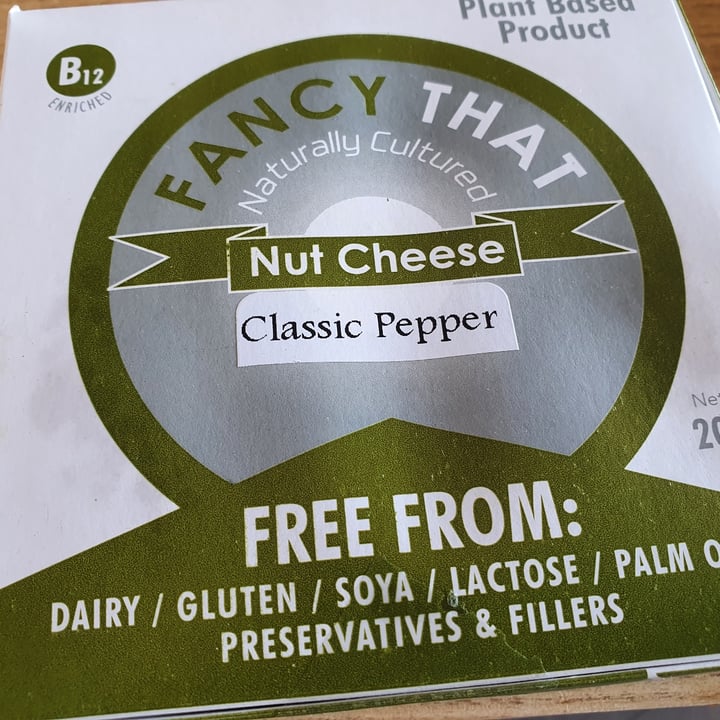 Plant Based
Product
B12
ENRICHED
FANCY THAT
Naturally Cultured
Nut Cheese
Classic Pepper
FREE FROM:
DAIRY / GLUTEN / SOYA / LACTOSE / PALM
PRESERVATIVES & FILLERS